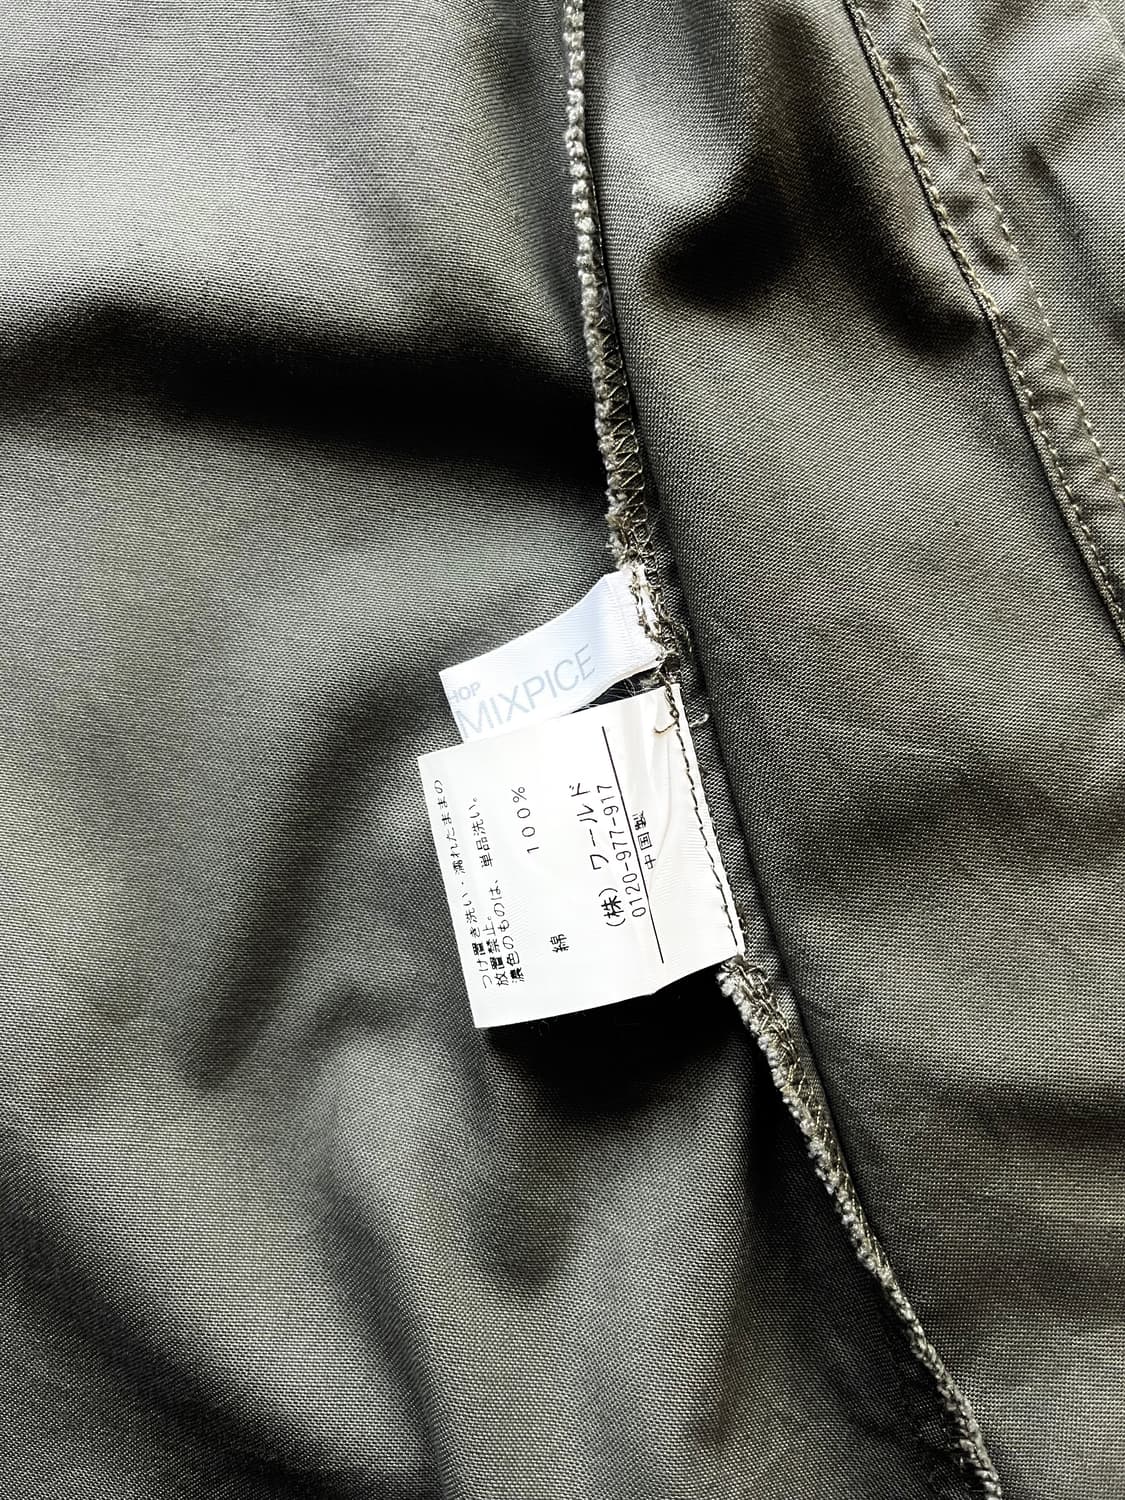 HOP
MIXPICE
つけ置き洗い・濡れたままの
放置禁止。
濃色のものは、単品洗い。
綿 100%
(株) ワールド
0120-977-917
中国製